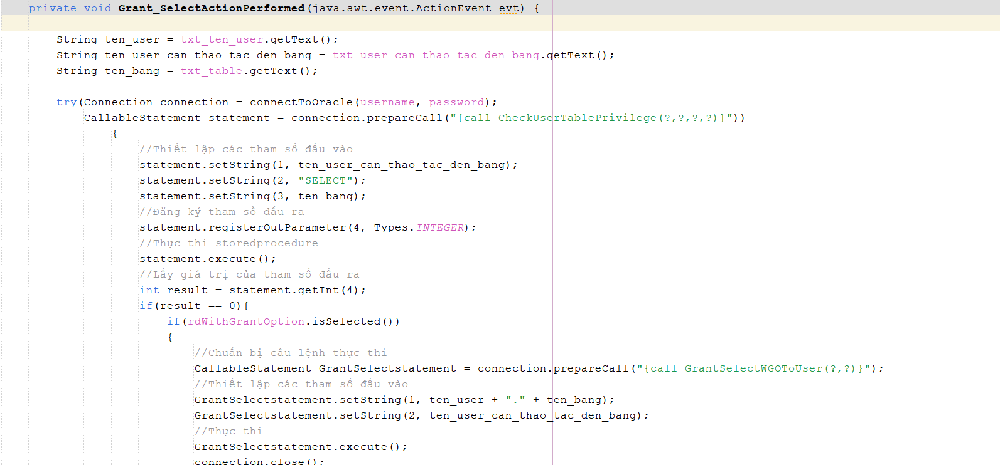 private void Grant_SelectActionPerformed(java.awt.event.ActionEvent evt) {
String ten_user = txt_ten_user.getText();
String ten_user_can_thao_tac_den_bang = txt_user_can_thao_tac_den_bang.getText();
String ten_bang = txt_table.getText();
try(Connection connection = connectToOracle(username, password);
CallableStatement statement = connection.prepareCall("{call CheckUserTablePrivilege(?,?,?,?)}"))
{
//Thiết lập các tham số đầu vào
statement.setString(1, ten_user_can_thao_tac_den_bang);
statement.setString(2, "SELECT");
statement.setString(3, ten_bang);
//Đăng ký tham số đầu ra
statement.registerOutParameter(4, Types.INTEGER);
//Thực thi storedprocedure
statement.execute();
//Lấy giá trị của tham số đầu ra
int result = statement.getInt(4);
if(result == 0){
if(rdWithGrantOption.isSelected())
{
//Chuẩn bị câu lệnh thực thi
CallableStatement GrantSelectstatement = connection.prepareCall("{call GrantSelectWGOToUser(?,?)}");
//Thiết lập các tham số đầu vào
GrantSelectstatement.setString(1, ten_user + "." + ten_bang);
GrantSelectstatement.setString(2, ten_user_can_thao_tac_den_bang);
//Thực thi
GrantSelectstatement.execute();
connection.close();